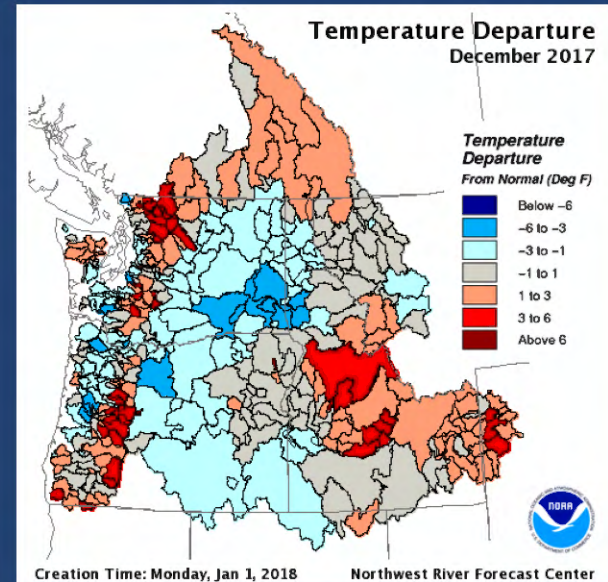 Temperature Departure
December 2017
Temperature
Departure
From Normal (Deg F)
Below -6
-6 to -3
-3 to -1
-1 to 1
1 to 3
3 to 6
Above 6
NOAA
Creation Time: Monday, Jan 1, 2018
Northwest River Forecast Center